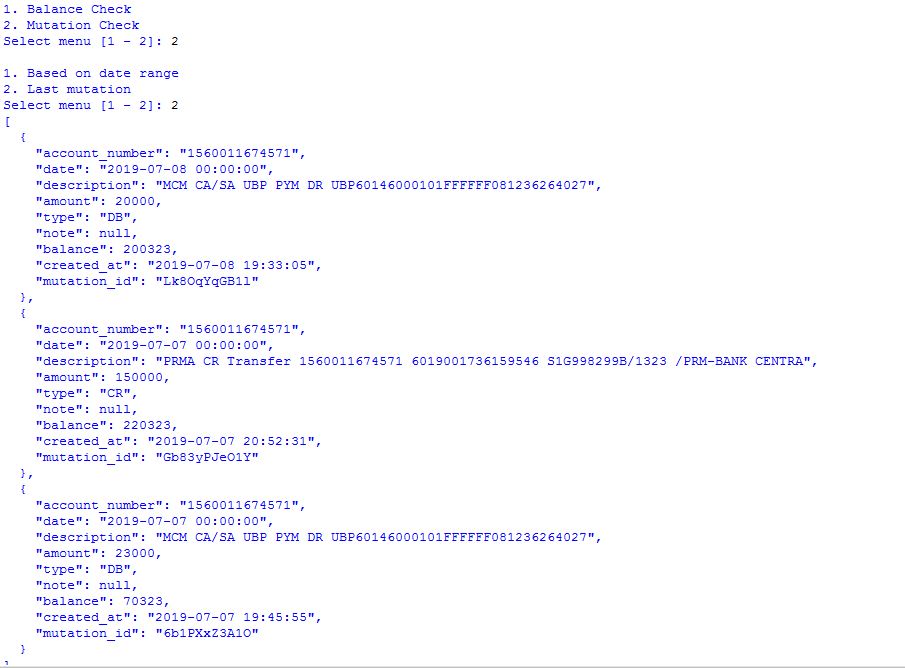 1. Balance Check
2. Mutation Check
Select menu [1 - 2]: 2
1. Based on date range
2. Last mutation
Select menu [1 - 2]: 2
[
{
"account_number": "1560011674571",
"date": "2019-07-08 00:00:00",
"description": "MCM CA/SA UBP PYM DR UBP60146000101FFFFFF081236264027",
"amount": 20000,
"type": "DB",
"note": null,
"balance": 200323,
"created_at": "2019-07-08 19:33:05",
"mutation_id": "Lk8OqYqGB1l"
},
{
"account_number": "1560011674571",
"date": "2019-07-07 00:00:00",
"description": "PRMA CR Transfer 1560011674571 6019001736159546 S1G998299B/1323 /PRM-BANK CENTRA",
"amount": 150000,
"type": "CR",
"note": null,
"balance": 220323,
"created_at": "2019-07-07 20:52:31",
"mutation_id": "Gb83yPJeO1Y"
},
{
"account_number": "1560011674571",
"date": "2019-07-07 00:00:00",
"description": "MCM CA/SA UBP PYM DR UBP60146000101FFFFFF081236264027",
"amount": 23000,
"type": "DB",
"note": null,
"balance": 70323,
"created_at": "2019-07-07 19:45:55",
"mutation_id": "6b1PXxZ3A1O"
}
]